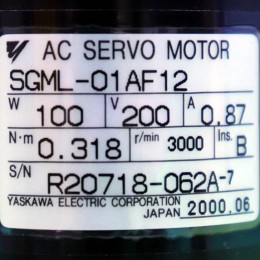 AC SERVO MOTOR
SGML-01AF12
W 100 V 200 A 0.87
N·m 0.318 r/min 3000 Ins. B
S/N R20718-062A-7
YASKAWA ELECTRIC CORPORATION
JAPAN 2000.06